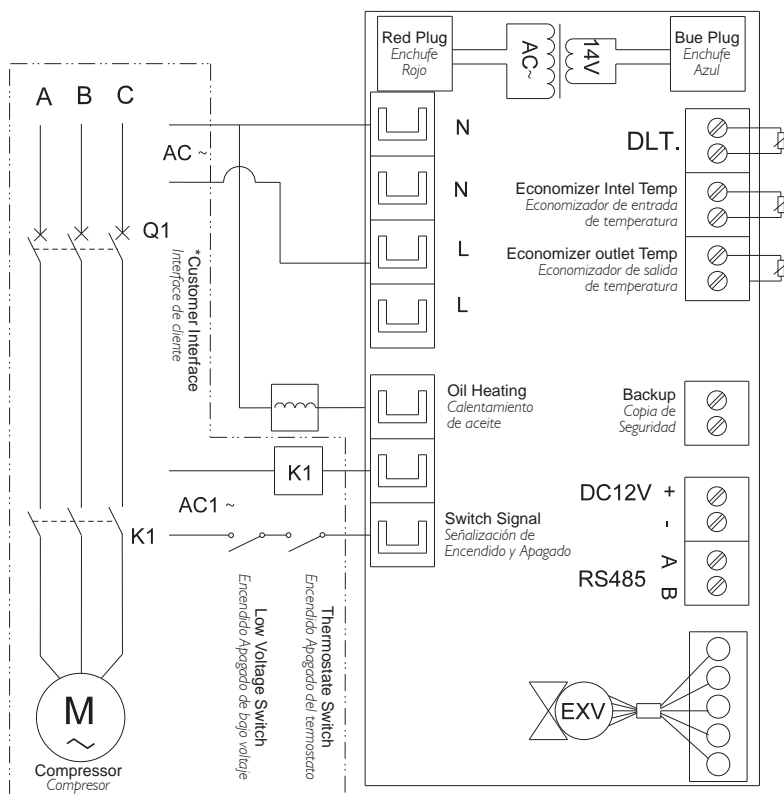 Red Plug
Enchufe
Rojo
AC~
14V
Bue Plug
Enchufe
Azul
A B C
AC ~
N
DLT.
N
Economizer Intel Temp
Economizador de entrada
de temperatura
Q1
L
Economizer outlet Temp
Economizador de salida
de temperatura
*Customer Interface
Interface de cliente
L
Oil Heating
Calentamiento
de aceite
Backup
Copia de
Seguridad
K1
AC1 ~
DC12V + -
K1
Switch Signal
Señalización de
Encendido y Apagado
RS485 A B
Low Voltage Switch
Encendido Apagado de bajo voltaje
Thermostate Switch
Encendido Apagado del termostato
M
EXV
Compressor
Compresor